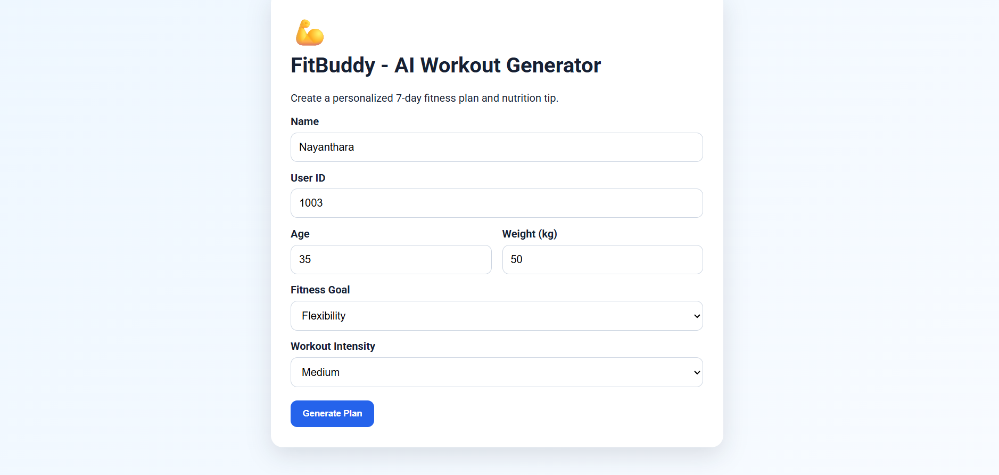 FitBuddy - AI Workout Generator
Create a personalized 7-day fitness plan and nutrition tip.
Name
Nayanthara
User ID
1003
Age
Weight (kg)
35
50
Fitness Goal
Flexibility
Workout Intensity
Medium
Generate Plan